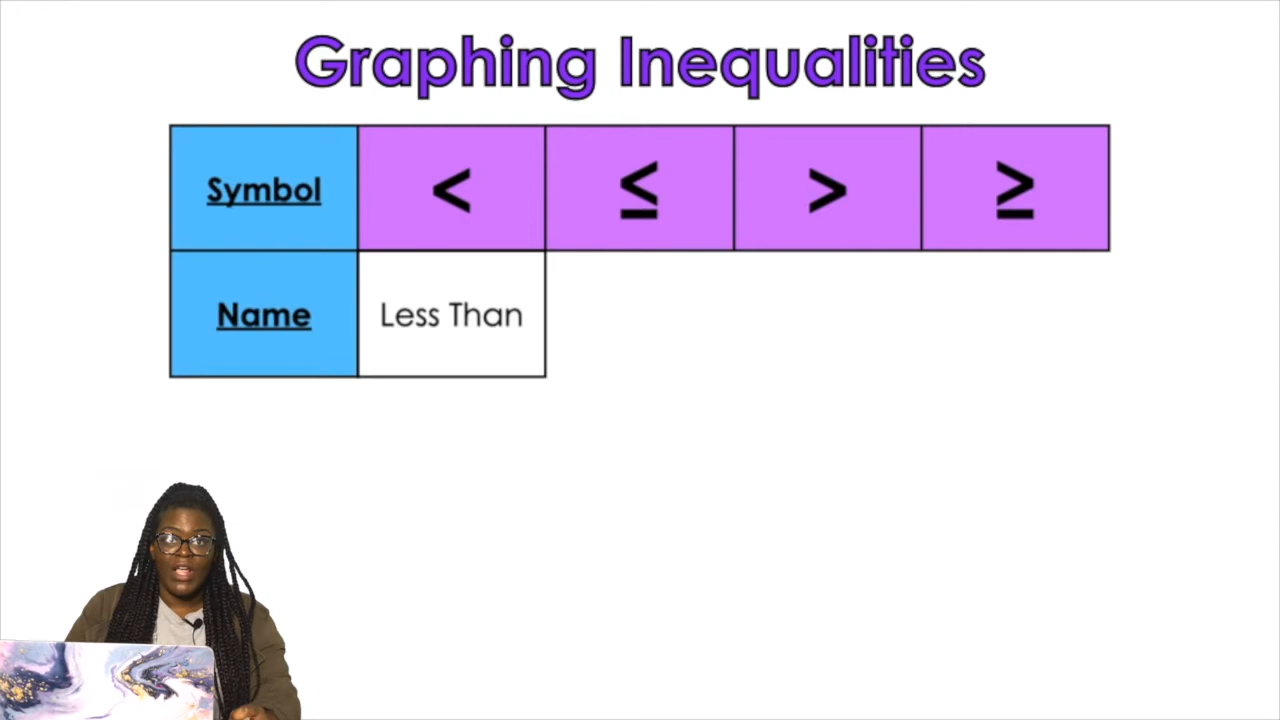 Graphing Inequalities
Symbol < ≤ > ≥
Name Less Than